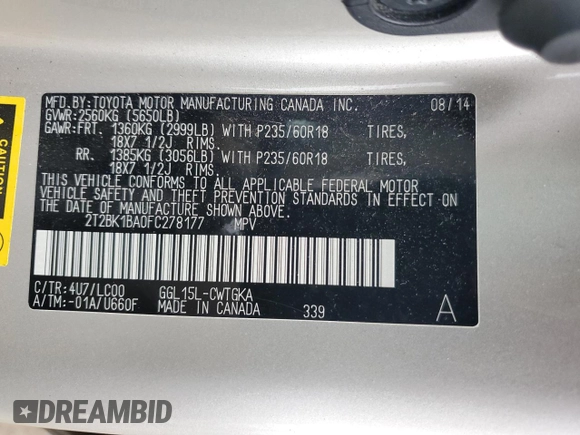 MFD.BY:TOYOTA MOTOR MANUFACTURING CANADA INC. 08/14
GVWR:2560KG (5650LB)
GAWR:FRT. 1360KG (2999LB) WITH P235/60R18 TIRES,
18X7 1/2J RIMS.
RR. 1385KG (3056LB) WITH P235/60R18 TIRES,
18X7 1/2J RIMS.
THIS VEHICLE CONFORMS TO ALL APPLICABLE FEDERAL MOTOR
VEHICLE SAFETY AND THEFT PREVENTION STANDARDS IN EFFECT ON
THE DATE OF MANUFACTURE SHOWN ABOVE.
2T2BK1BA0FC278177 MPV
C/TR:4U7/LC00 GGL15L-CWTGKA
A/TM:-01A/U660F MADE IN CANADA 339 A
CAUTION
DREAMBID